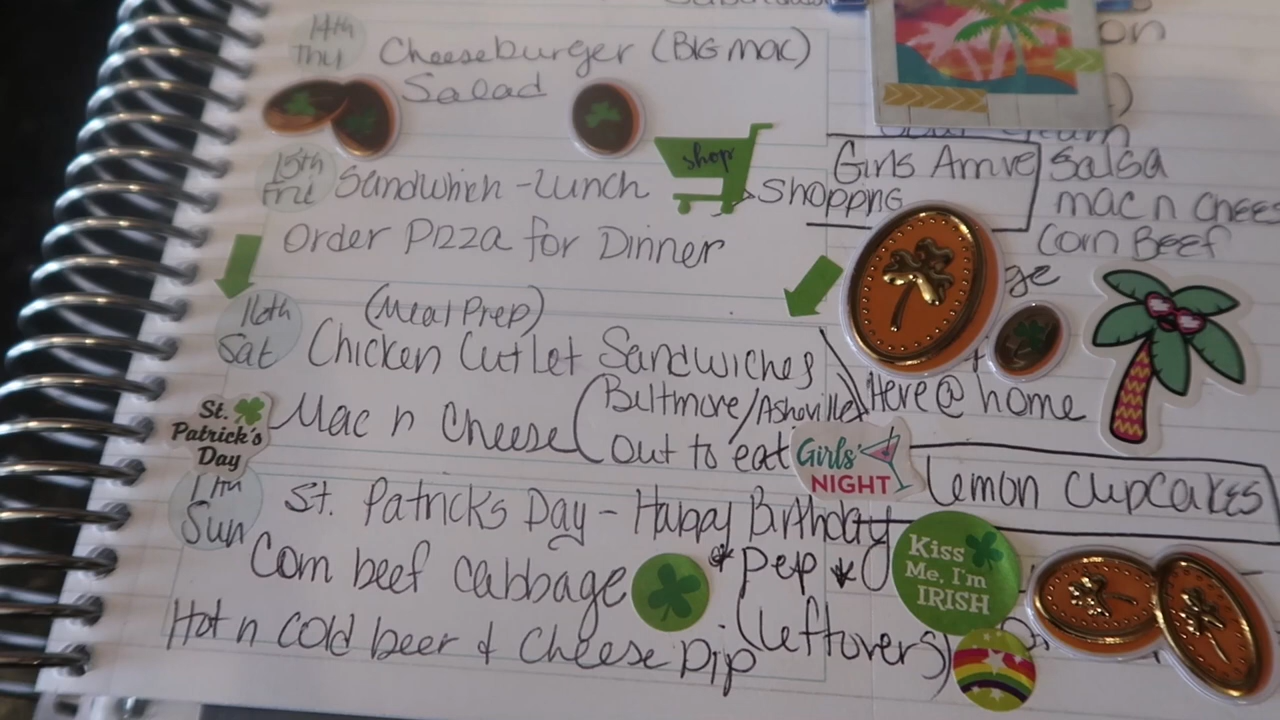 14th
Thu
Cheeseburger (BIG mac)
Salad
15th
Fri
Sandwhich - Lunch
shop
Shopping
Girls Arrive
Order Pizza for Dinner
16th
Sat
(Meal Prep)
Chicken Cutlet Sandwiches
Mac n Cheese
(Biltmore/Asheville)
out to eat
Here @ home
Girls'
NIGHT
St.
Patrick's
Day
17th
Sun
St. Patricks Day - Happy Birthday
* Pep *
Corn beef cabbage
(leftovers)
Hot n cold beer & Cheese Dip
Kiss
Me, I'm
IRISH
Salsa
mac n chees
Corn Beef
ge
Lemon Cupcakes